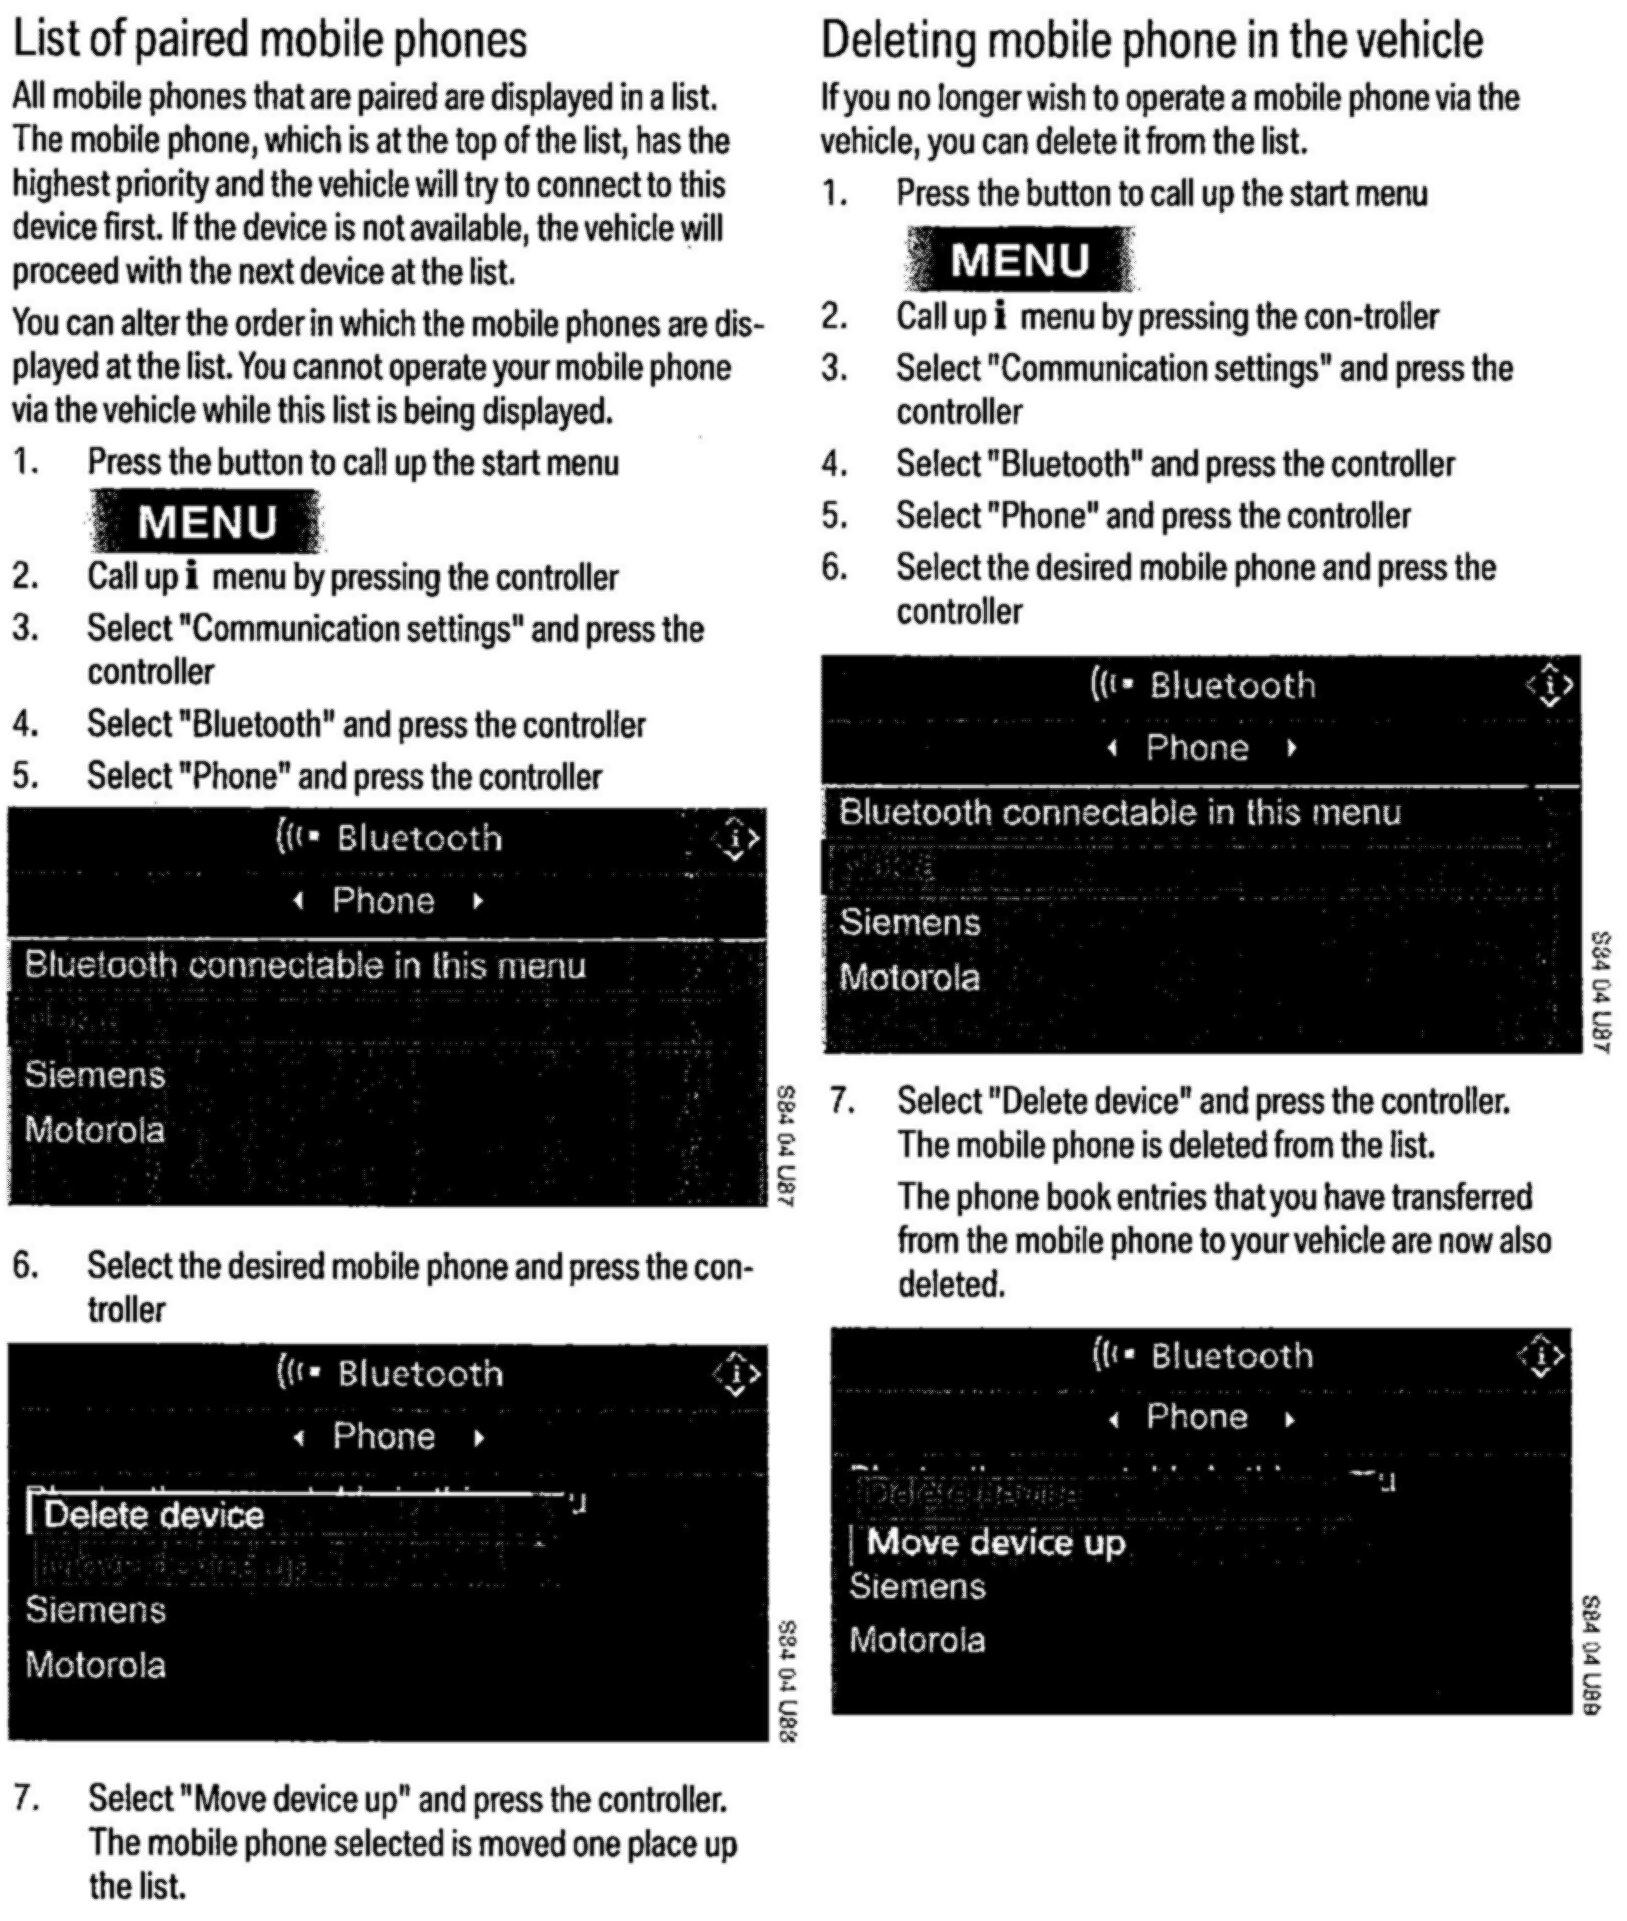 List of paired mobile phones
All mobile phones that are paired are displayed in a list.
The mobile phone, which is at the top of the list, has the
highest priority and the vehicle will try to connect to this
device first. If the device is not available, the vehicle will
proceed with the next device at the list.
You can alter the order in which the mobile phones are dis-
played at the list. You cannot operate your mobile phone
via the vehicle while this list is being displayed.
1. Press the button to call up the start menu
MENU
2. Call up i menu by pressing the controller
3. Select "Communication settings" and press the
controller
4. Select "Bluetooth" and press the controller
5. Select "Phone" and press the controller
Bluetooth i
Phone
Bluetooth connectable in this menu
Siemens
Motorola
S84 04 U87
6. Select the desired mobile phone and press the con-
troller
Bluetooth i
Phone
Delete device
Move device up
Siemens
Motorola
S84 04 U88
7. Select "Move device up" and press the controller.
The mobile phone selected is moved one place up
the list.
Deleting mobile phone in the vehicle
If you no longer wish to operate a mobile phone via the
vehicle, you can delete it from the list.
1. Press the button to call up the start menu
MENU
2. Call up i menu by pressing the con-troller
3. Select "Communication settings" and press the
controller
4. Select "Bluetooth" and press the controller
5. Select "Phone" and press the controller
6. Select the desired mobile phone and press the
controller
Bluetooth i
Phone
Bluetooth connectable in this menu
Siemens
Motorola
S84 04 U87
7. Select "Delete device" and press the controller.
The mobile phone is deleted from the list.
The phone book entries that you have transferred
from the mobile phone to your vehicle are now also
deleted.
Bluetooth i
Phone
Delete device
Move device up
Siemens
Motorola
S84 04